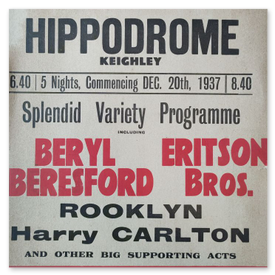 HIPPODROME
KEIGHLEY
6.40 | 5 Nights, Commencing DEC. 20th, 1937 | 8.40
Splendid Variety Programme
INCLUDING
BERYL ERITSON
BERESFORD BROS.
ROOKLYN
Harry CARLTON
AND OTHER BIG SUPPORTING ACTS